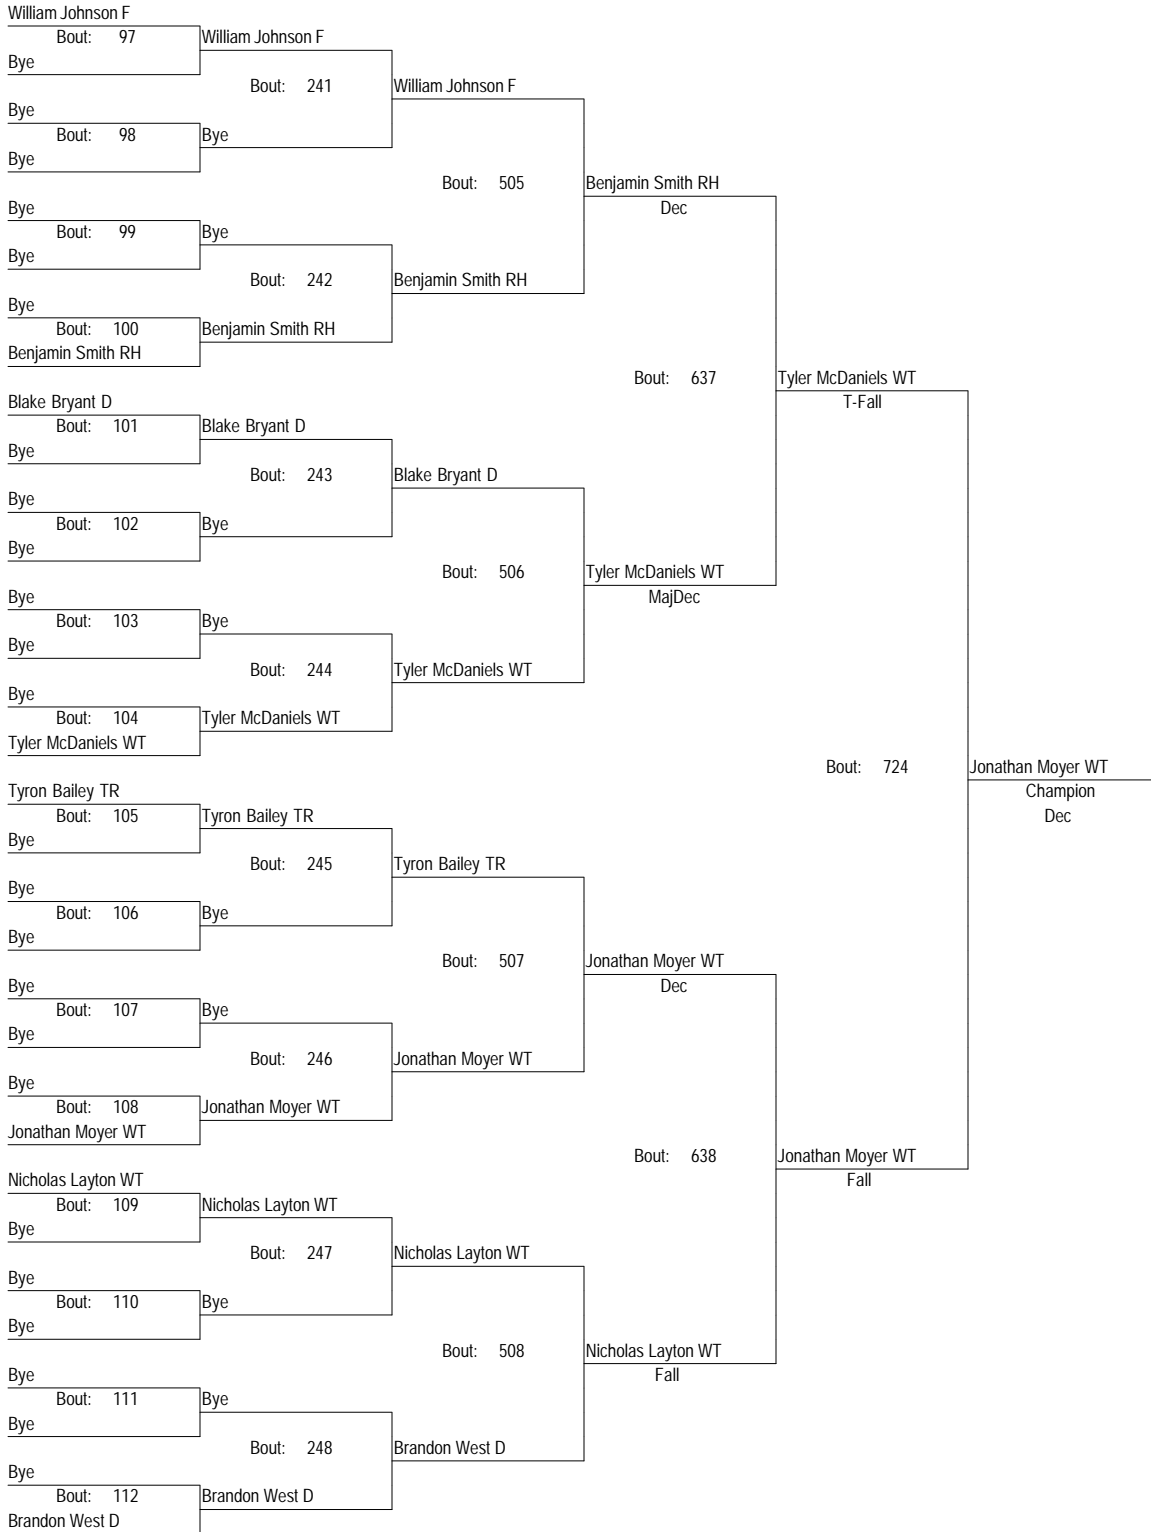 William Johnson F
Bout: 97 William Johnson F
Bye
Bout: 241 William Johnson F
Bye
Bout: 98 Bye
Bye
Bout: 505 Benjamin Smith RH
Bye Dec
Bout: 99 Bye
Bye
Bout: 242 Benjamin Smith RH
Bye
Bout: 100 Benjamin Smith RH
Benjamin Smith RH
Bout: 637 Tyler McDaniels WT
Blake Bryant D T-Fall
Bout: 101 Blake Bryant D
Bye
Bout: 243 Blake Bryant D
Bye
Bout: 102 Bye
Bye
Bout: 506 Tyler McDaniels WT
Bye MajDec
Bout: 103 Bye
Bye
Bout: 244 Tyler McDaniels WT
Bye
Bout: 104 Tyler McDaniels WT
Tyler McDaniels WT
Bout: 724 Jonathan Moyer WT
Tyron Bailey TR Champion
Bout: 105 Tyron Bailey TR Dec
Bye
Bout: 245 Tyron Bailey TR
Bye
Bout: 106 Bye
Bye
Bout: 507 Jonathan Moyer WT
Bye Dec
Bout: 107 Bye
Bye
Bout: 246 Jonathan Moyer WT
Bye
Bout: 108 Jonathan Moyer WT
Jonathan Moyer WT
Bout: 638 Jonathan Moyer WT
Nicholas Layton WT Fall
Bout: 109 Nicholas Layton WT
Bye
Bout: 247 Nicholas Layton WT
Bye
Bout: 110 Bye
Bye
Bout: 508 Nicholas Layton WT
Bye Fall
Bout: 111 Bye
Bye
Bout: 248 Brandon West D
Bye
Bout: 112 Brandon West D
Brandon West D